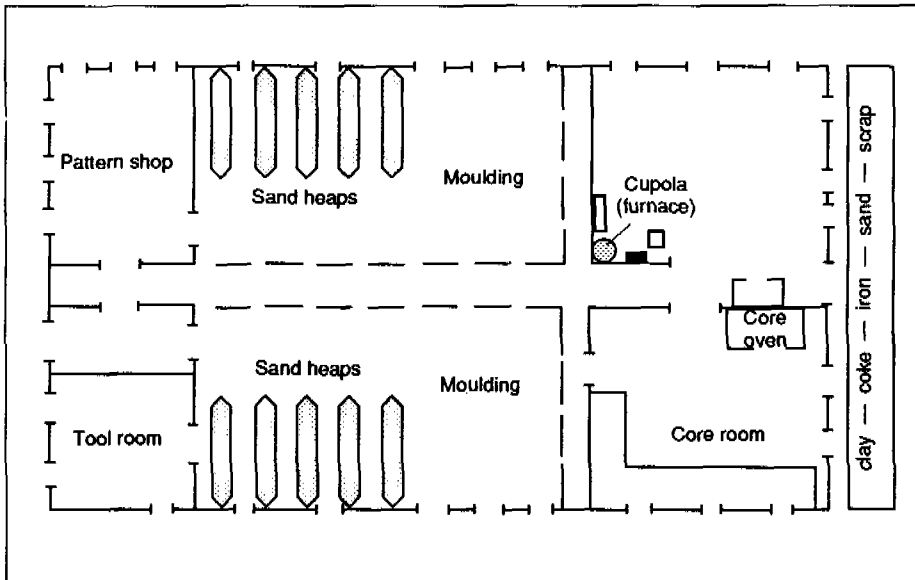 Pattern shop
Sand heaps
Moulding
Cupola
(furnace)
Core
oven
Sand heaps
Moulding
Tool room
Core room
clay — coke — iron — sand — scrap